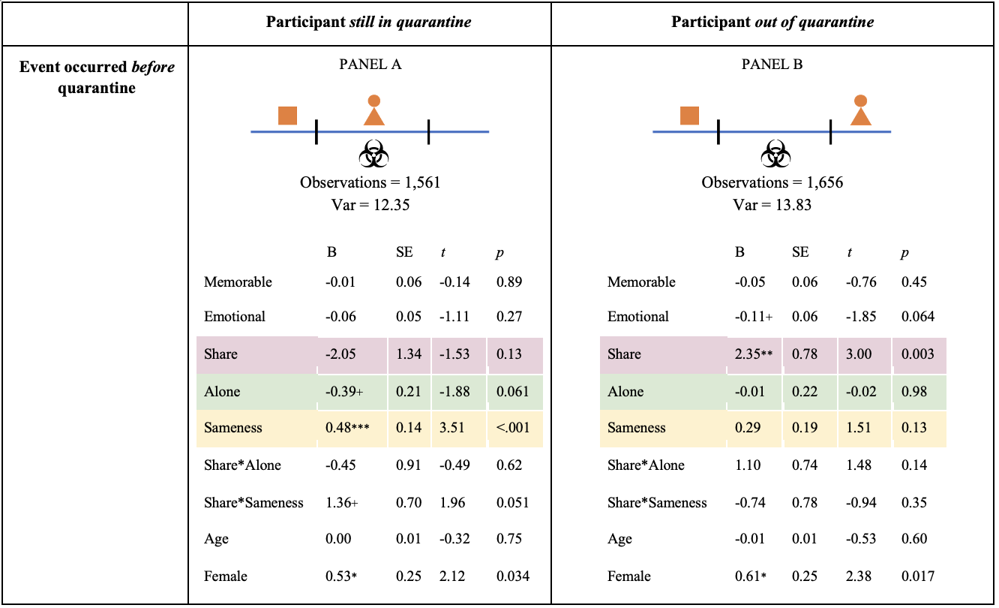 Participant still in quarantine Participant out of quarantine
Event occurred before
quarantine
PANEL A
Observations = 1,561
Var = 12.35
B SE t p
Memorable -0.01 0.06 -0.14 0.89
Emotional -0.06 0.05 -1.11 0.27
Share -2.05 1.34 -1.53 0.13
Alone -0.39+ 0.21 -1.88 0.061
Sameness 0.48*** 0.14 3.51 <.001
Share*Alone -0.45 0.91 -0.49 0.62
Share*Sameness 1.36+ 0.70 1.96 0.051
Age 0.00 0.01 -0.32 0.75
Female 0.53* 0.25 2.12 0.034
PANEL B
Observations = 1,656
Var = 13.83
B SE t p
Memorable -0.05 0.06 -0.76 0.45
Emotional -0.11+ 0.06 -1.85 0.064
Share 2.35** 0.78 3.00 0.003
Alone -0.01 0.22 -0.02 0.98
Sameness 0.29 0.19 1.51 0.13
Share*Alone 1.10 0.74 1.48 0.14
Share*Sameness -0.74 0.78 -0.94 0.35
Age -0.01 0.01 -0.53 0.60
Female 0.61* 0.25 2.38 0.017